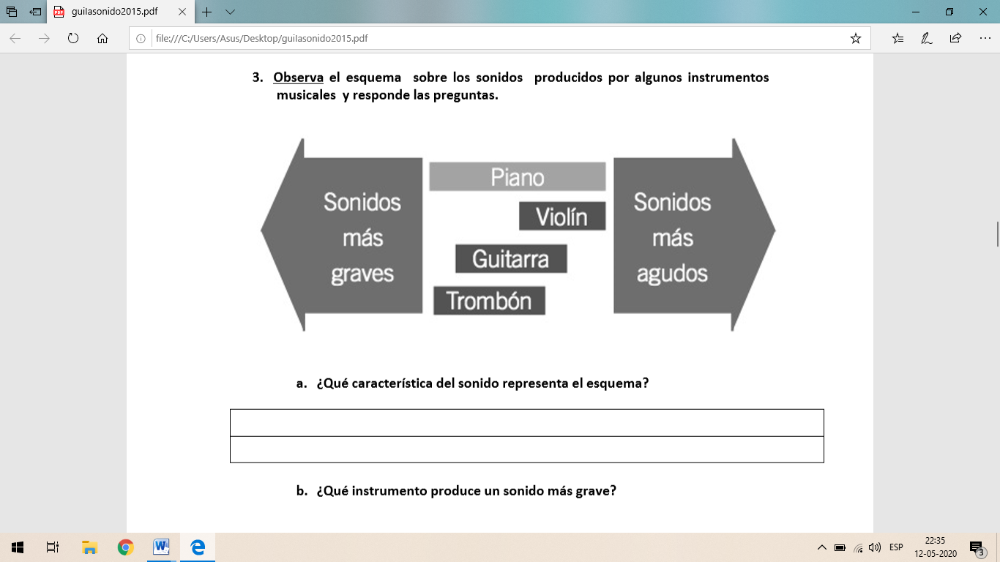 guiIasonido2015.pdf
file:///C:/Users/Asus/Desktop/guiIasonido2015.pdf
3. Observa el esquema sobre los sonidos producidos por algunos instrumentos
musicales y responde las preguntas.
Piano
Violín
Guitarra
Trombón
Sonidos
más
graves
Sonidos
más
agudos
a. ¿Qué característica del sonido representa el esquema?
b. ¿Qué instrumento produce un sonido más grave?
ESP
22:35
12-05-2020
3